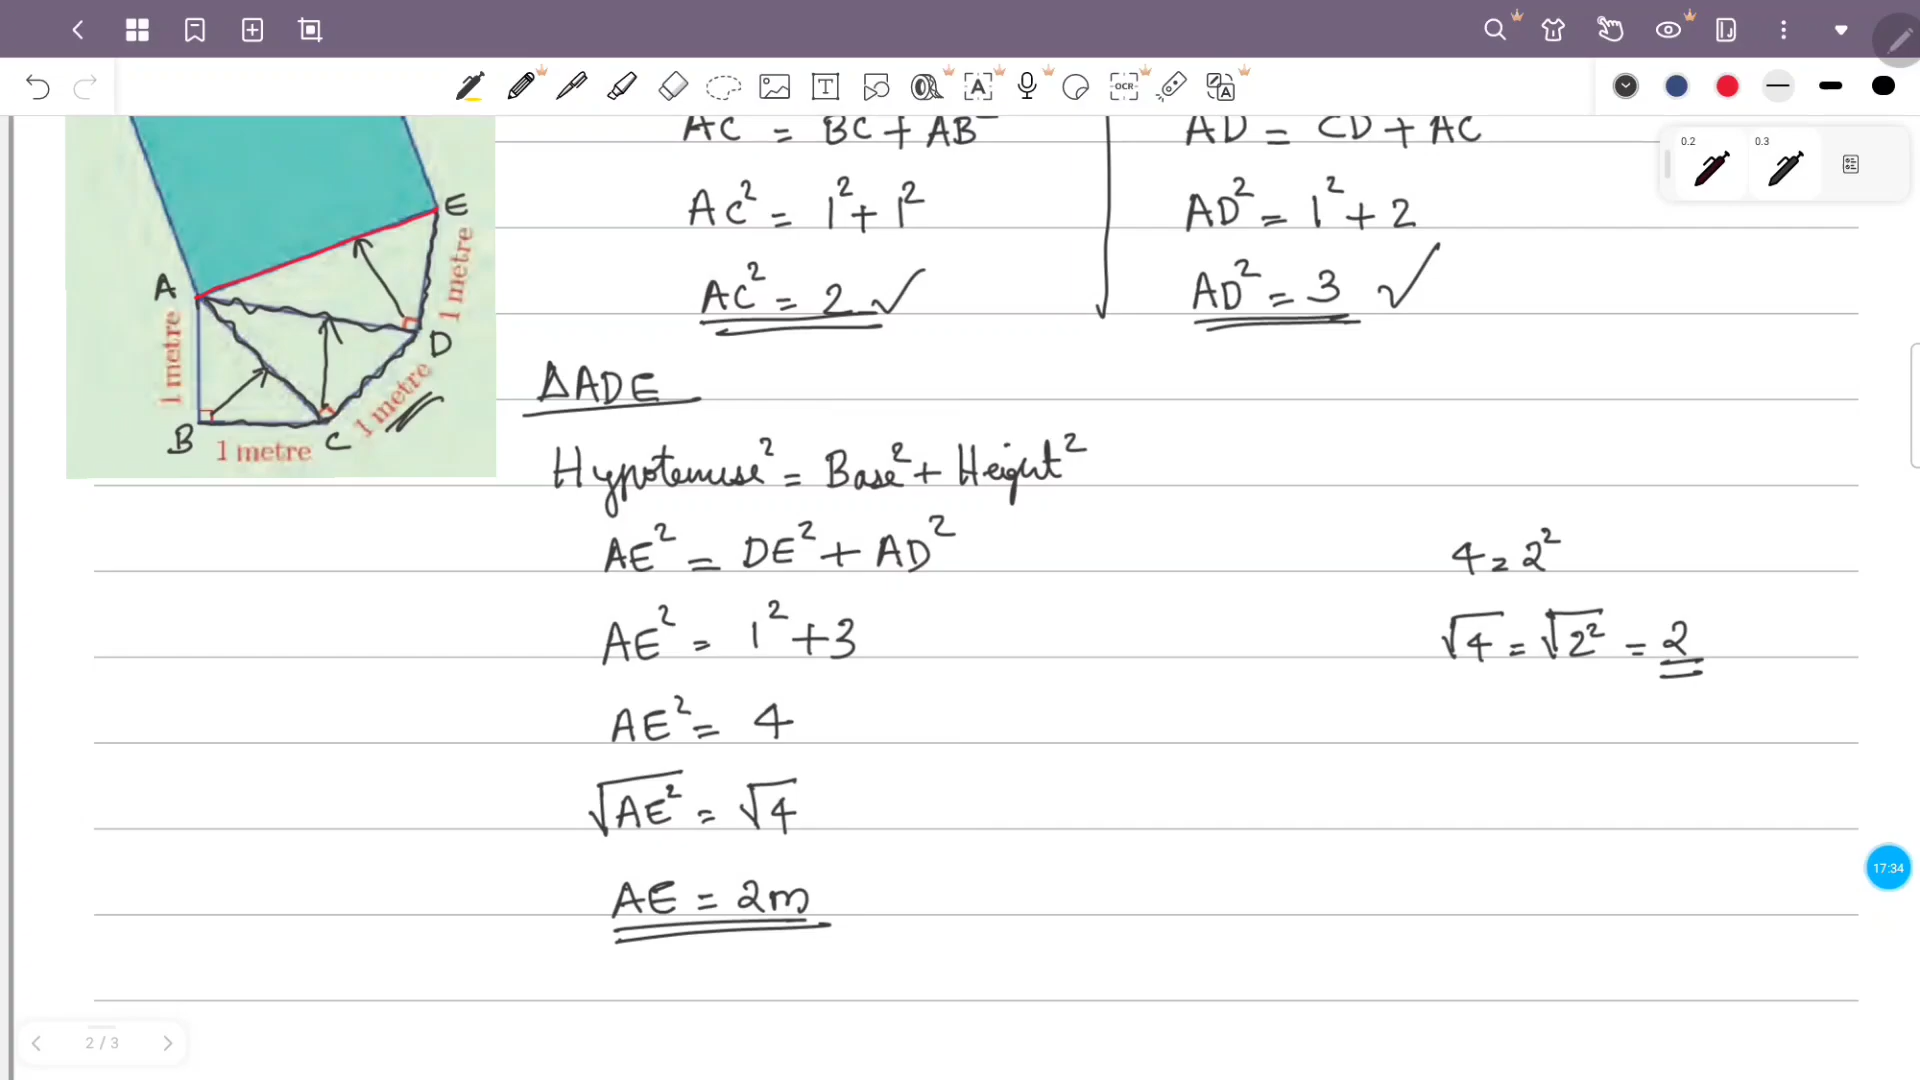 OCR
A
T
A
0.2
0.3
AC = BC + AB²
AD = CD + AC
AC² = 1² + 1²
AD² = 1² + 2
AC² = 2 ✓
AD² = 3 ✓
E
1 metre
A
1 metre
D
1 metre
B
1 metre
C
ΔADE
Hypotenuse² = Base² + Height²
AE² = DE² + AD²
4 = 2²
AE² = 1² + 3
√4 = √2² = 2
AE² = 4
√AE² = √4
AE = 2m
17:34
2 / 3